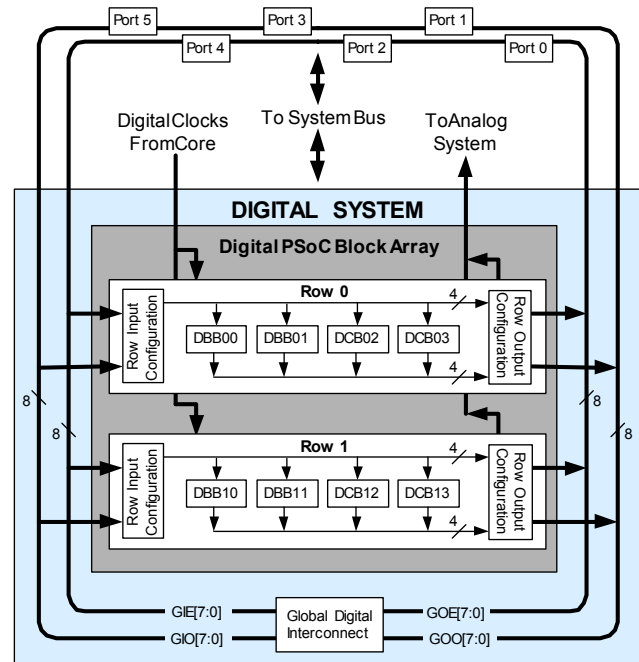 Port 5
Port 3
Port 1
Port 4
Port 2
Port 0
Digital Clocks
From Core
To System Bus
To Analog
System
DIGITAL SYSTEM
Digital PSoC Block Array
Row 0
4
Row Input
Configuration
DBB00
DBB01
DCB02
DCB03
4
Row Output
Configuration
8
8
8
8
Row 1
4
Row Input
Configuration
DBB10
DBB11
DCB12
DCB13
4
Row Output
Configuration
GIE[7:0]
GIO[7:0]
Global Digital
Interconnect
GOE[7:0]
GOO[7:0]